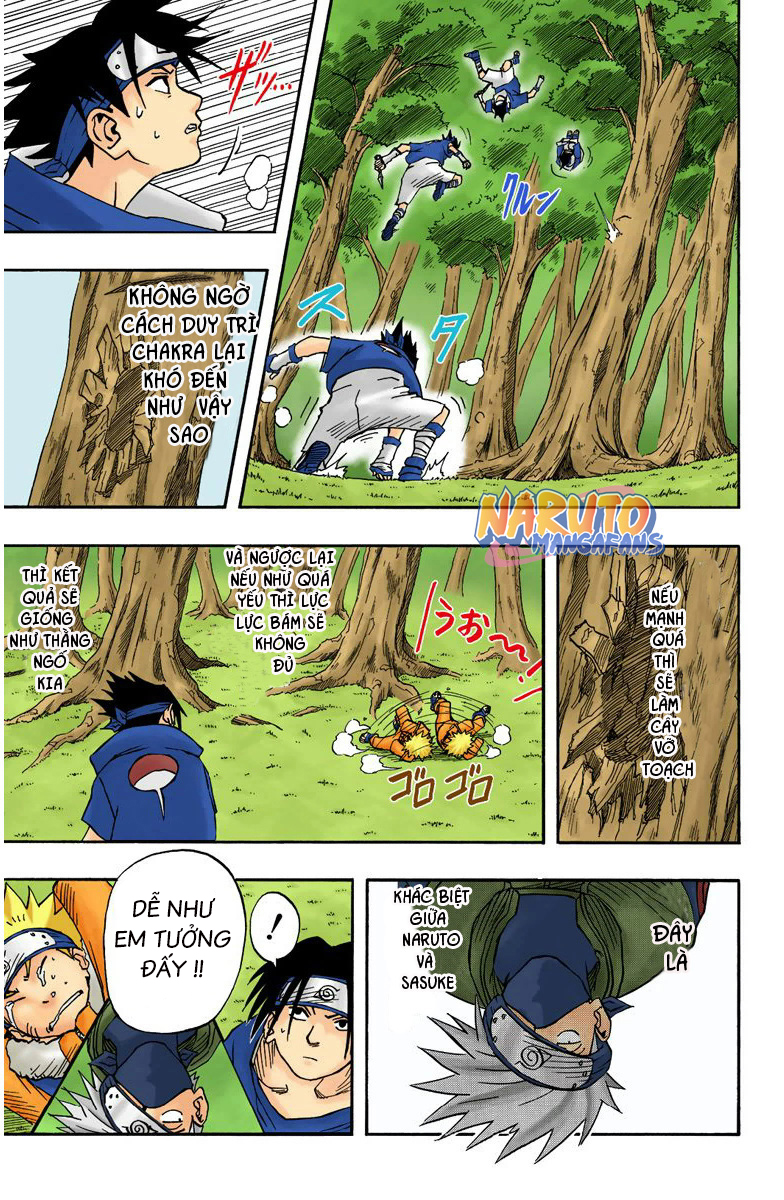 クルン
スタ
ザッ...
KHÔNG NGỜ
CÁCH DUY TRÌ
CHAKRA LẠI
KHÓ ĐẾN
NHƯ VẬY
SAO
NARUTO
MANGAFANS
NẾU
MẠNH
QUÁ
THÌ
SẼ
LÀM
CÂY
VỠ
TOẠCH
うお〜!
VÀ NGƯỢC LẠI
NẾU NHƯ QUÁ
YẾU THÌ LỰC
LỰC BÁM SẼ
KHÔNG
ĐỦ
ゴロ ゴロ
THÌ KẾT
QUẢ SẼ
GIỐNG
NHƯ THẰNG
NGỐ
KIA
ĐÂY
LÀ
KHÁC BIỆT
GIỮA
NARUTO
VÀ
SASUKE
!
DỄ NHƯ
EM TƯỞNG
ĐẤY !!